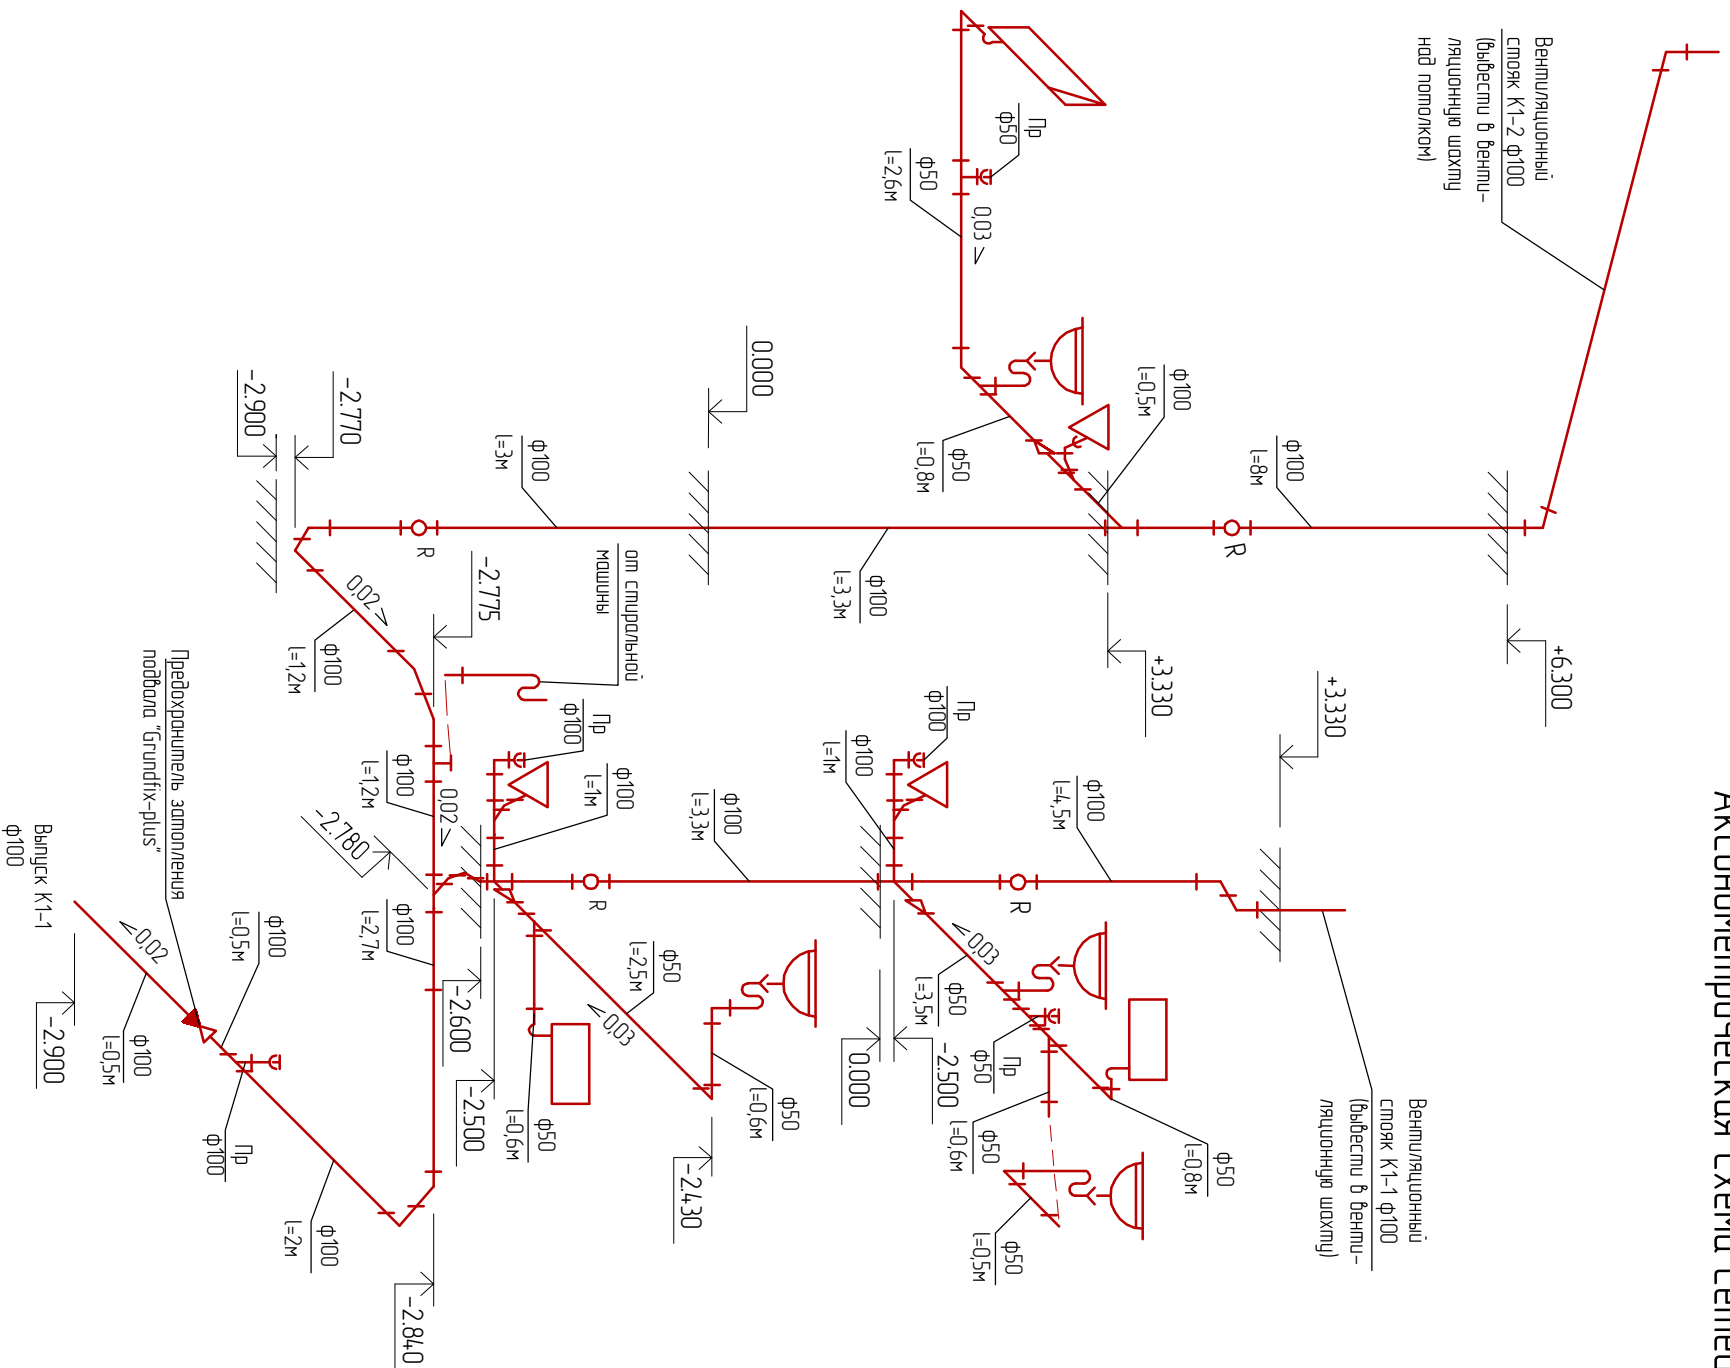 Аксонометрическая схема сетей
Вентиляционный
стояк К1-2 ф100
(вывести в венти-
ляционную шахту
над потолком)
+6.300
+3.330
ф100
l=8м
R
ф100
l=0,5м
Пр
ф50
ф50
l=2,6м
0,03
ф50
l=0,8м
+3.330
ф100
l=3,3м
0.000
ф100
l=3м
R
-2.770
-2.900
0,02
ф100
l=1,2м
-2.775
от стиральной
машины
Вентиляционный
стояк К1-1 ф100
(вывести в венти-
ляционную шахту)
ф100
l=4,5м
R
Пр
ф100
ф100
l=1м
0,03
ф50
l=3,5м
Пр
ф50
ф50
l=0,8м
ф50
l=0,6м
ф50
l=0,5м
-2.500
0.000
ф100
l=3,3м
R
Пр
ф100
ф100
l=1м
ф50
l=2,5м
0,03
ф50
l=0,6м
-2.430
ф50
l=0,6м
-2.500
-2.600
ф100
l=1,2м
0,002
-2.780
ф100
l=2,7м
-2.840
Предохранитель затопления
подвала "Grundfix-plus"
ф100
l=2м
Пр
ф100
ф100
l=0,5м
ф100
l=0,5м
0,02
Выпуск К1-1
ф100
-2.900